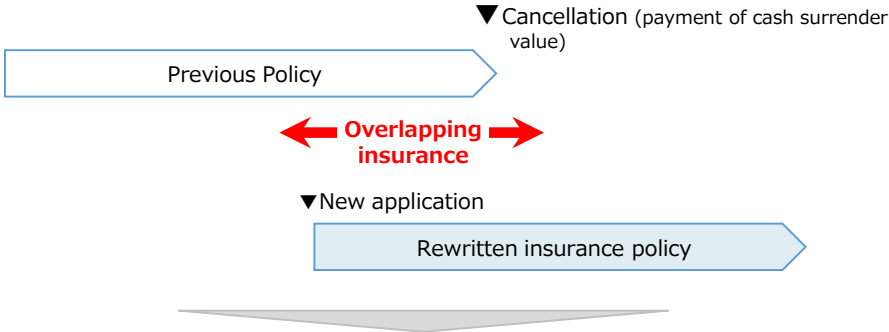 ▼Cancellation (payment of cash surrender
value)
Previous Policy
Overlapping
insurance
▼New application
Rewritten insurance policy